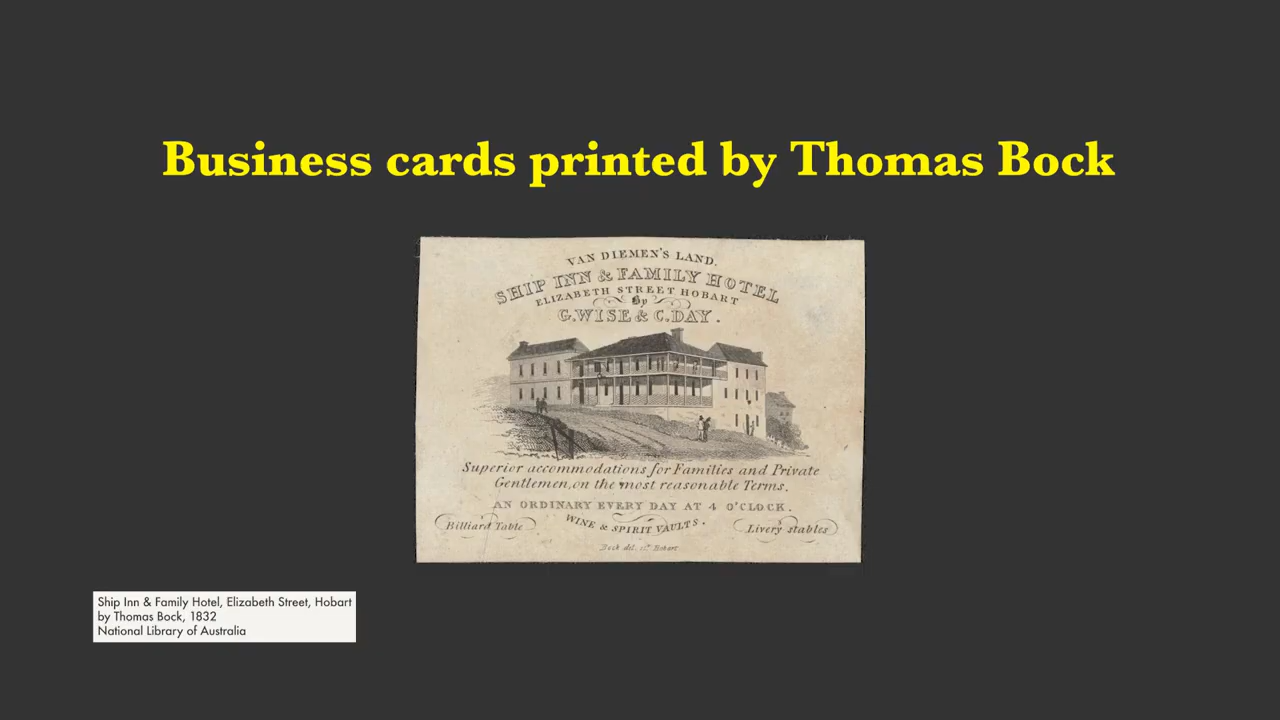 Business cards printed by Thomas Bock
VAN DIEMEN'S LAND.
SHIP INN & FAMILY HOTEL
ELIZABETH STREET HOBART
By
G.WISE & C.DAY.
Superior accommodations for Families and Private
Gentlemen, on the most reasonable Terms.
AN ORDINARY EVERY DAY AT 4 O'CLOCK.
Billiard Table
WINE & SPIRIT VAULTS.
Livery stables
Bock del. Hobart
Ship Inn & Family Hotel, Elizabeth Street, Hobart
by Thomas Bock, 1832
National Library of Australia